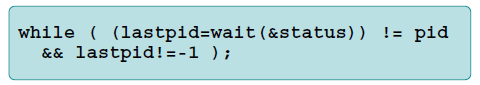 while ( (lastpid=wait(&status)) != pid
&& lastpid!=-1 );